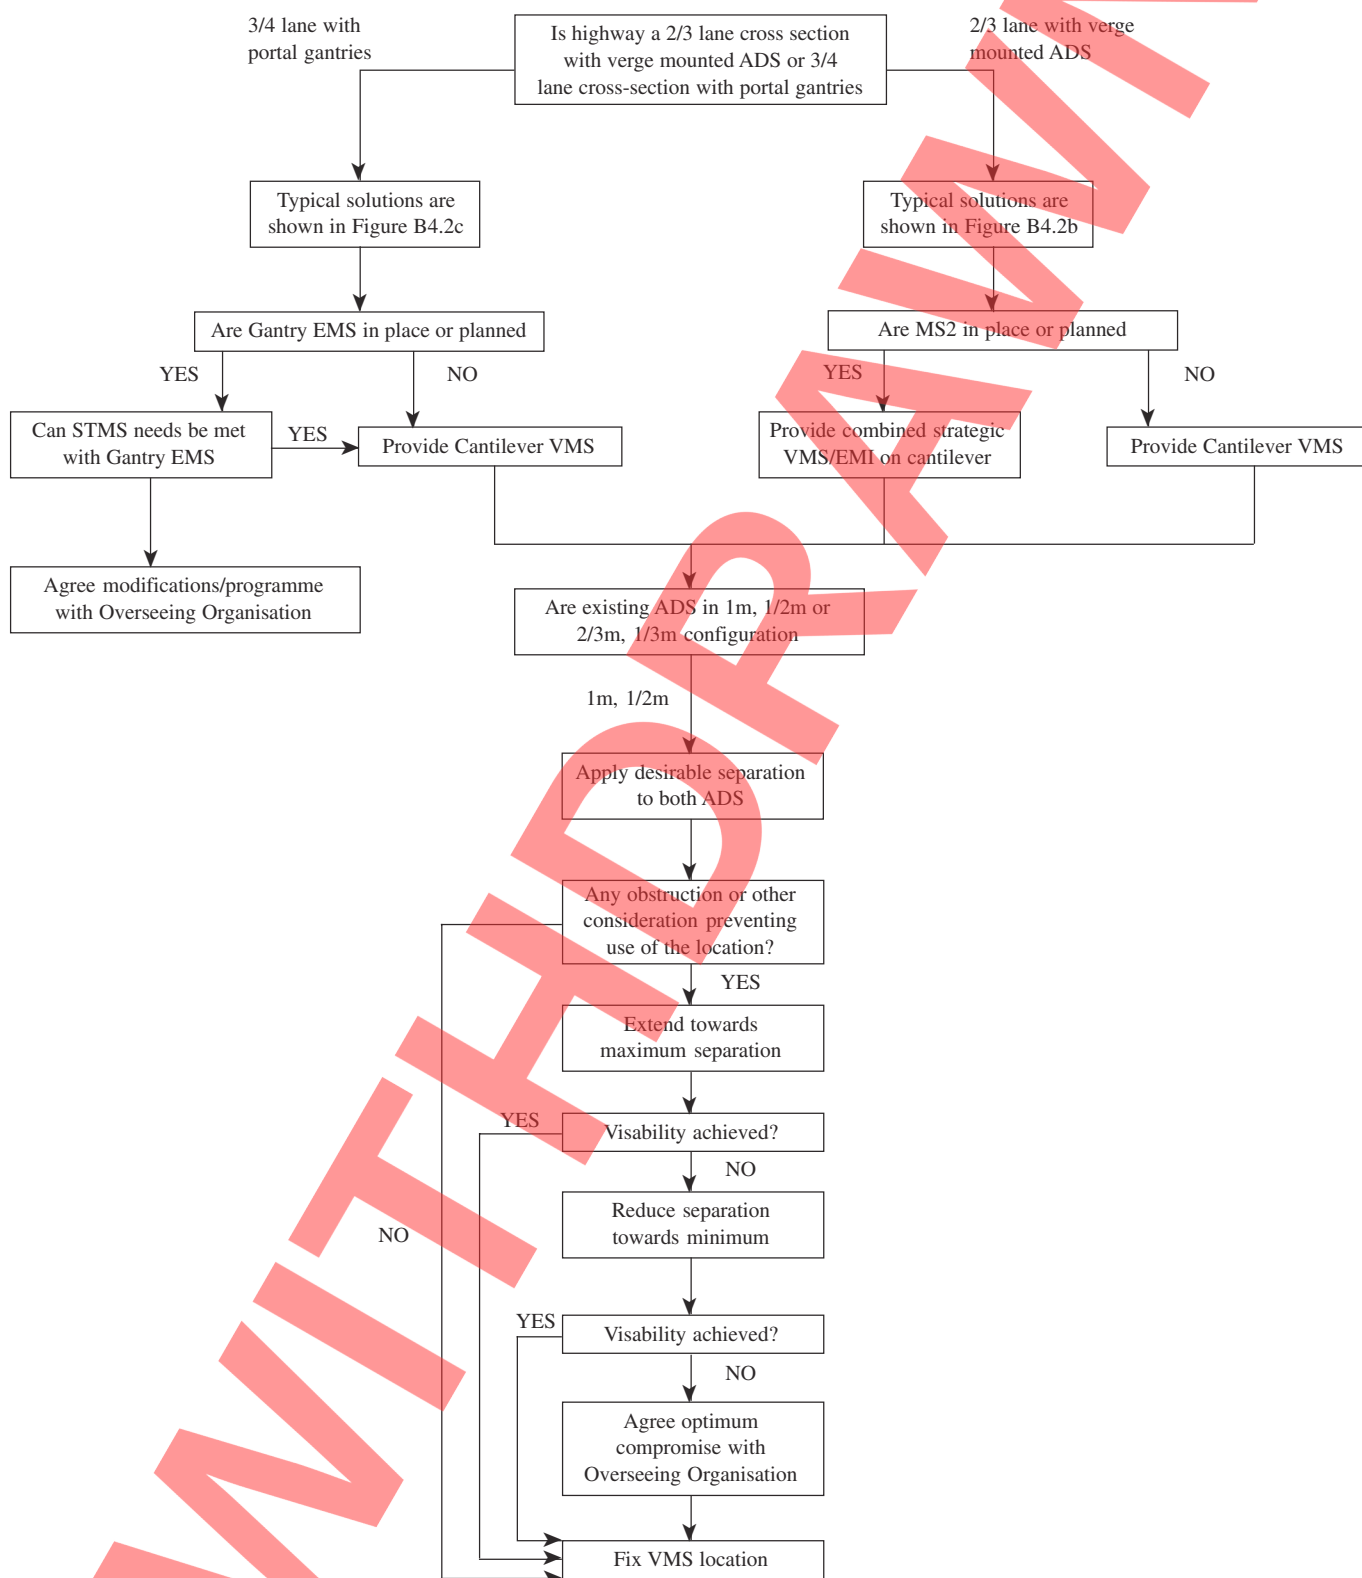 3/4 lane with
portal gantries
Is highway a 2/3 lane cross section
with verge mounted ADS or 3/4
lane cross-section with portal gantries
2/3 lane with verge
mounted ADS
Typical solutions are
shown in Figure B4.2c
Typical solutions are
shown in Figure B4.2b
Are Gantry EMS in place or planned
Are MS2 in place or planned
YES
NO
YES
NO
Can STMS needs be met
with Gantry EMS
YES
Provide Cantilever VMS
Provide combined strategic
VMS/EMI on cantilever
Provide Cantilever VMS
Agree modifications/programme
with Overseeing Organisation
Are existing ADS in 1m, 1/2m or
2/3m, 1/3m configuration
1m, 1/2m
Apply desirable separation
to both ADS
Any obstruction or other
consideration preventing
use of the location?
YES
Extend towards
maximum separation
YES
Visability achieved?
NO
Reduce separation
towards minimum
NO
YES
Visability achieved?
NO
Agree optimum
compromise with
Overseeing Organisation
Fix VMS location
WITHDRAWN